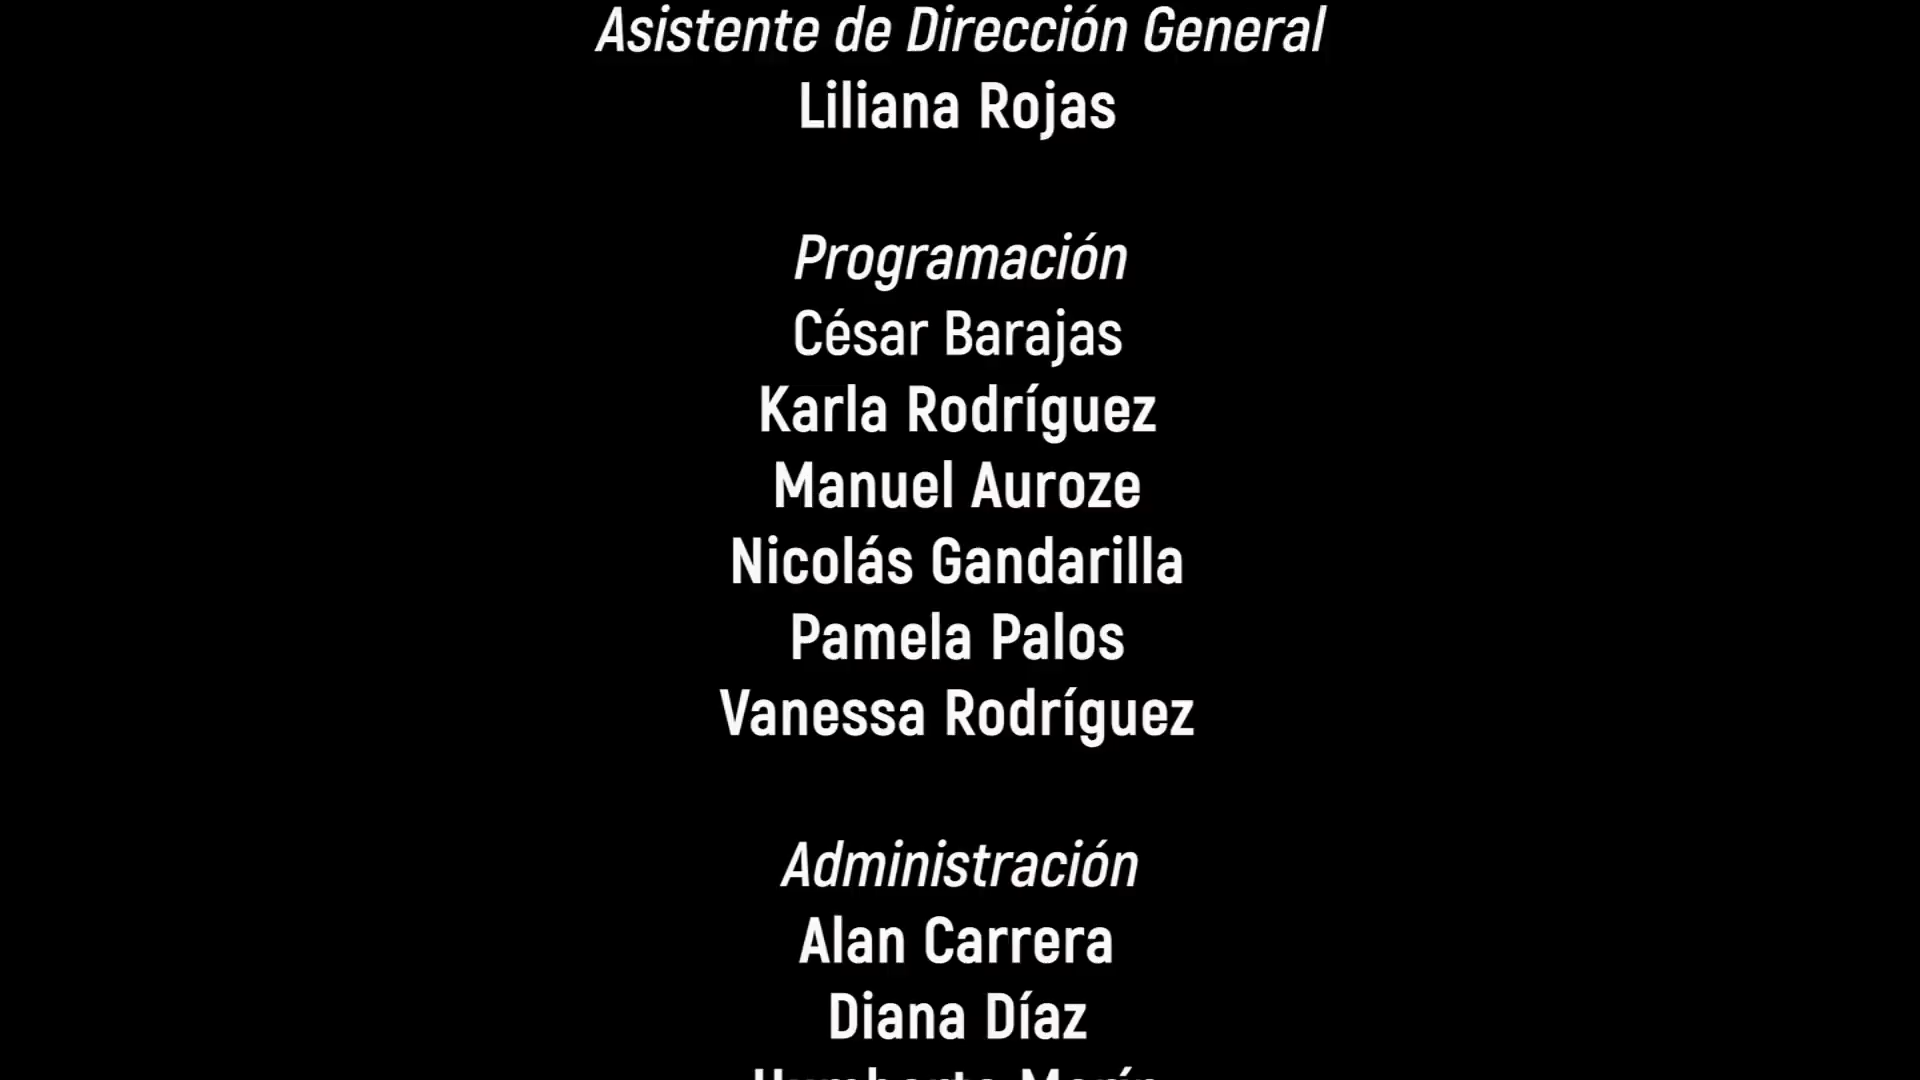 Asistente de Dirección General
Liliana Rojas
Programación
César Barajas
Karla Rodríguez
Manuel Auroze
Nicolás Gandarilla
Pamela Palos
Vanessa Rodríguez
Administración
Alan Carrera
Diana Díaz
Humberto